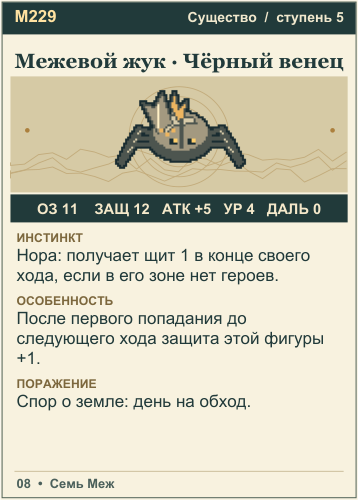 М229
Существо / ступень 5
Межевой жук · Чёрный венец
ОЗ 11 ЗАЩ 12 АТК +5 УР 4 ДАЛЬ 0
ИНСТИНКТ
Нора: получает щит 1 в конце своего
хода, если в его зоне нет героев.
ОСОБЕННОСТЬ
После первого попадания до
следующего хода защита этой фигуры
+1.
ПОРАЖЕНИЕ
Спор о земле: день на обход.
08 • Семь Меж